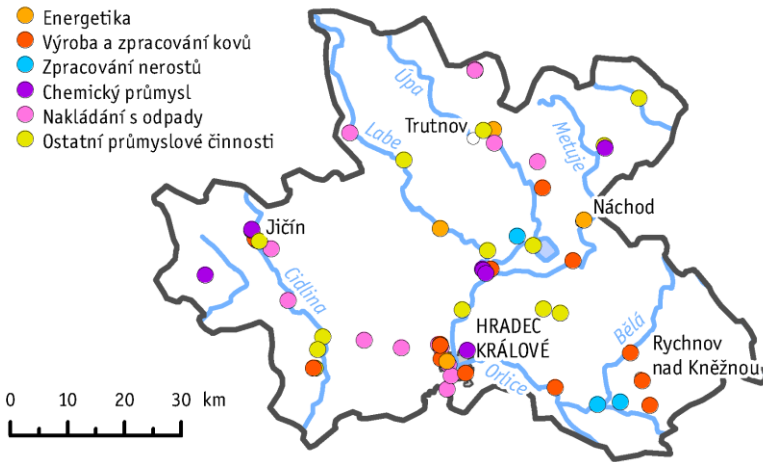 Energetika
Výroba a zpracování kovů
Zpracování nerostů
Chemický průmysl
Nakládání s odpady
Ostatní průmyslové činnosti
Úpa
Trutnov
Labe
Metuje
Náchod
Jičín
Cidlina
HRADEC
KRÁLOVÉ
Orlice
Bělá
Rychnov
nad Kněžnou
0 10 20 30 km